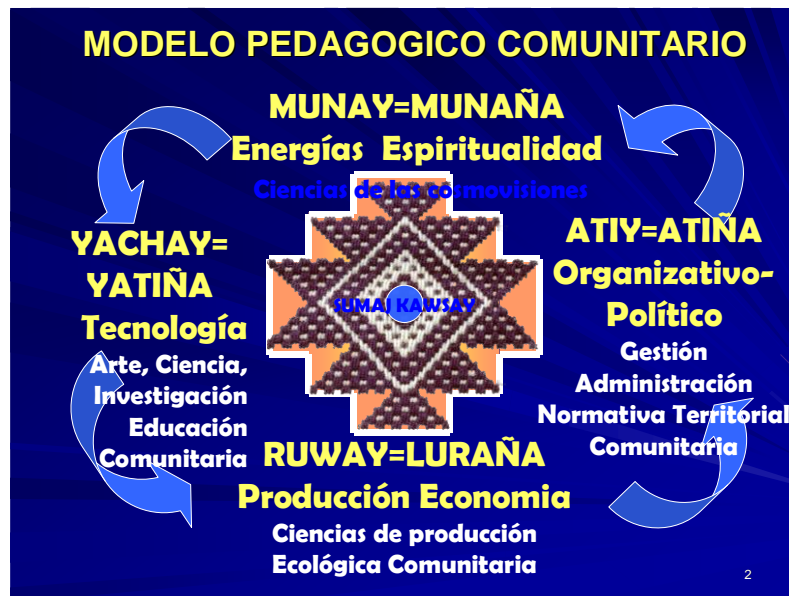 MODELO PEDAGOGICO COMUNITARIO
MUNAY=MUNAÑA
Energías Espiritualidad
Ciencias de las cosmovisiones
YACHAY=
YATIÑA
Tecnología
Arte, Ciencia,
Investigación
Educación
Comunitaria
SUMAJ KAWSAY
ATIY=ATIÑA
Organizativo-
Político
Gestión
Administración
Normativa Territorial
Comunitaria
RUWAY=LURAÑA
Producción Economia
Ciencias de producción
Ecológica Comunitaria
2